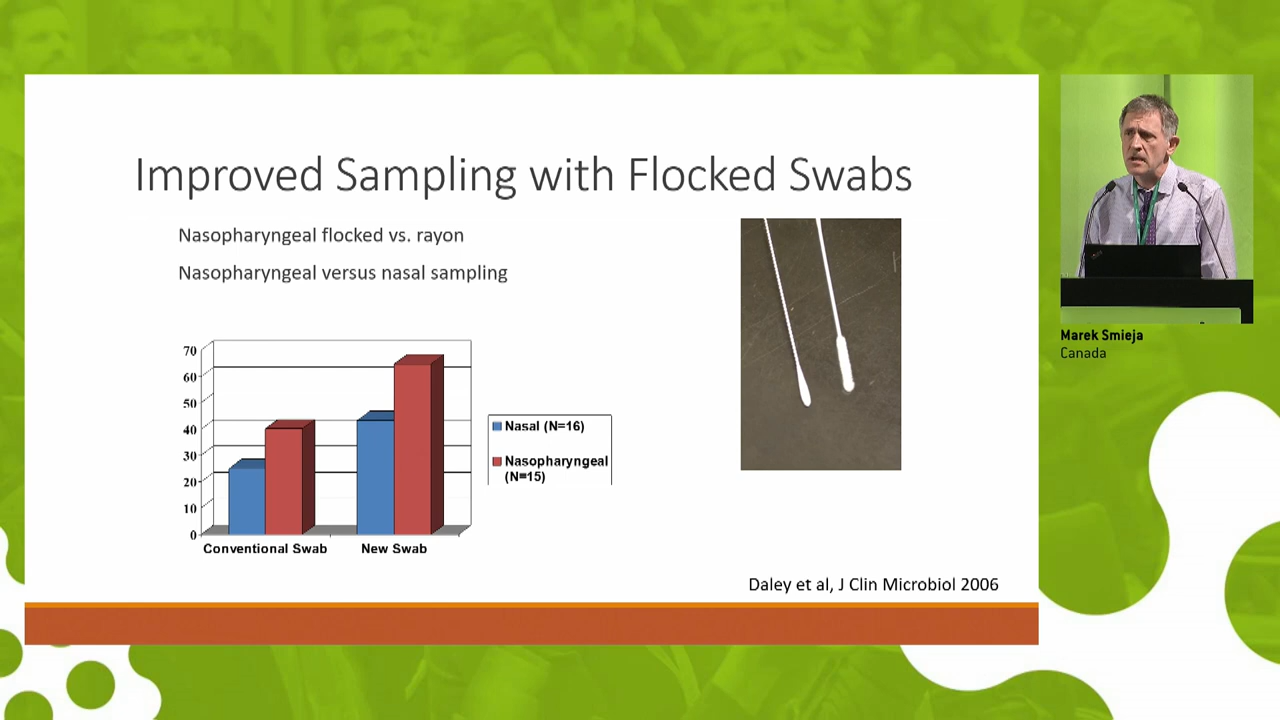 Improved Sampling with Flocked Swabs
Nasopharyngeal flocked vs. rayon
Nasopharyngeal versus nasal sampling
70
60
50
40
30
20
10
0
Conventional Swab
New Swab
Nasal (N=16)
Nasopharyngeal
(N=15)
Daley et al, J Clin Microbiol 2006
Marek Smieja
Canada